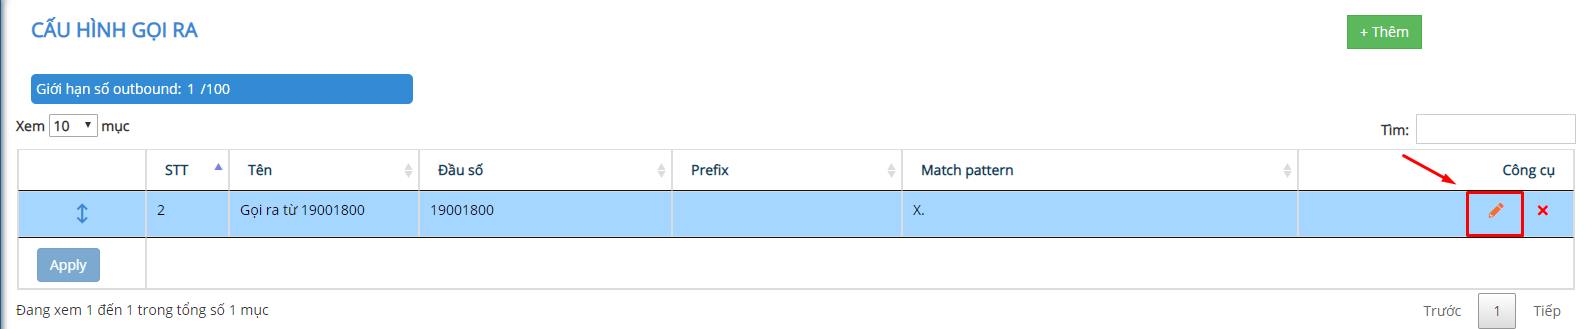 CẤU HÌNH GỌI RA
+ Thêm
Giới hạn số outbound: 1 /100
Xem 10 mục
Tìm:
STT Tên Đầu số Prefix Match pattern Công cụ
2 Gọi ra từ 19001800 19001800 X.
Apply
Đang xem 1 đến 1 trong tổng số 1 mục
Trước 1 Tiếp